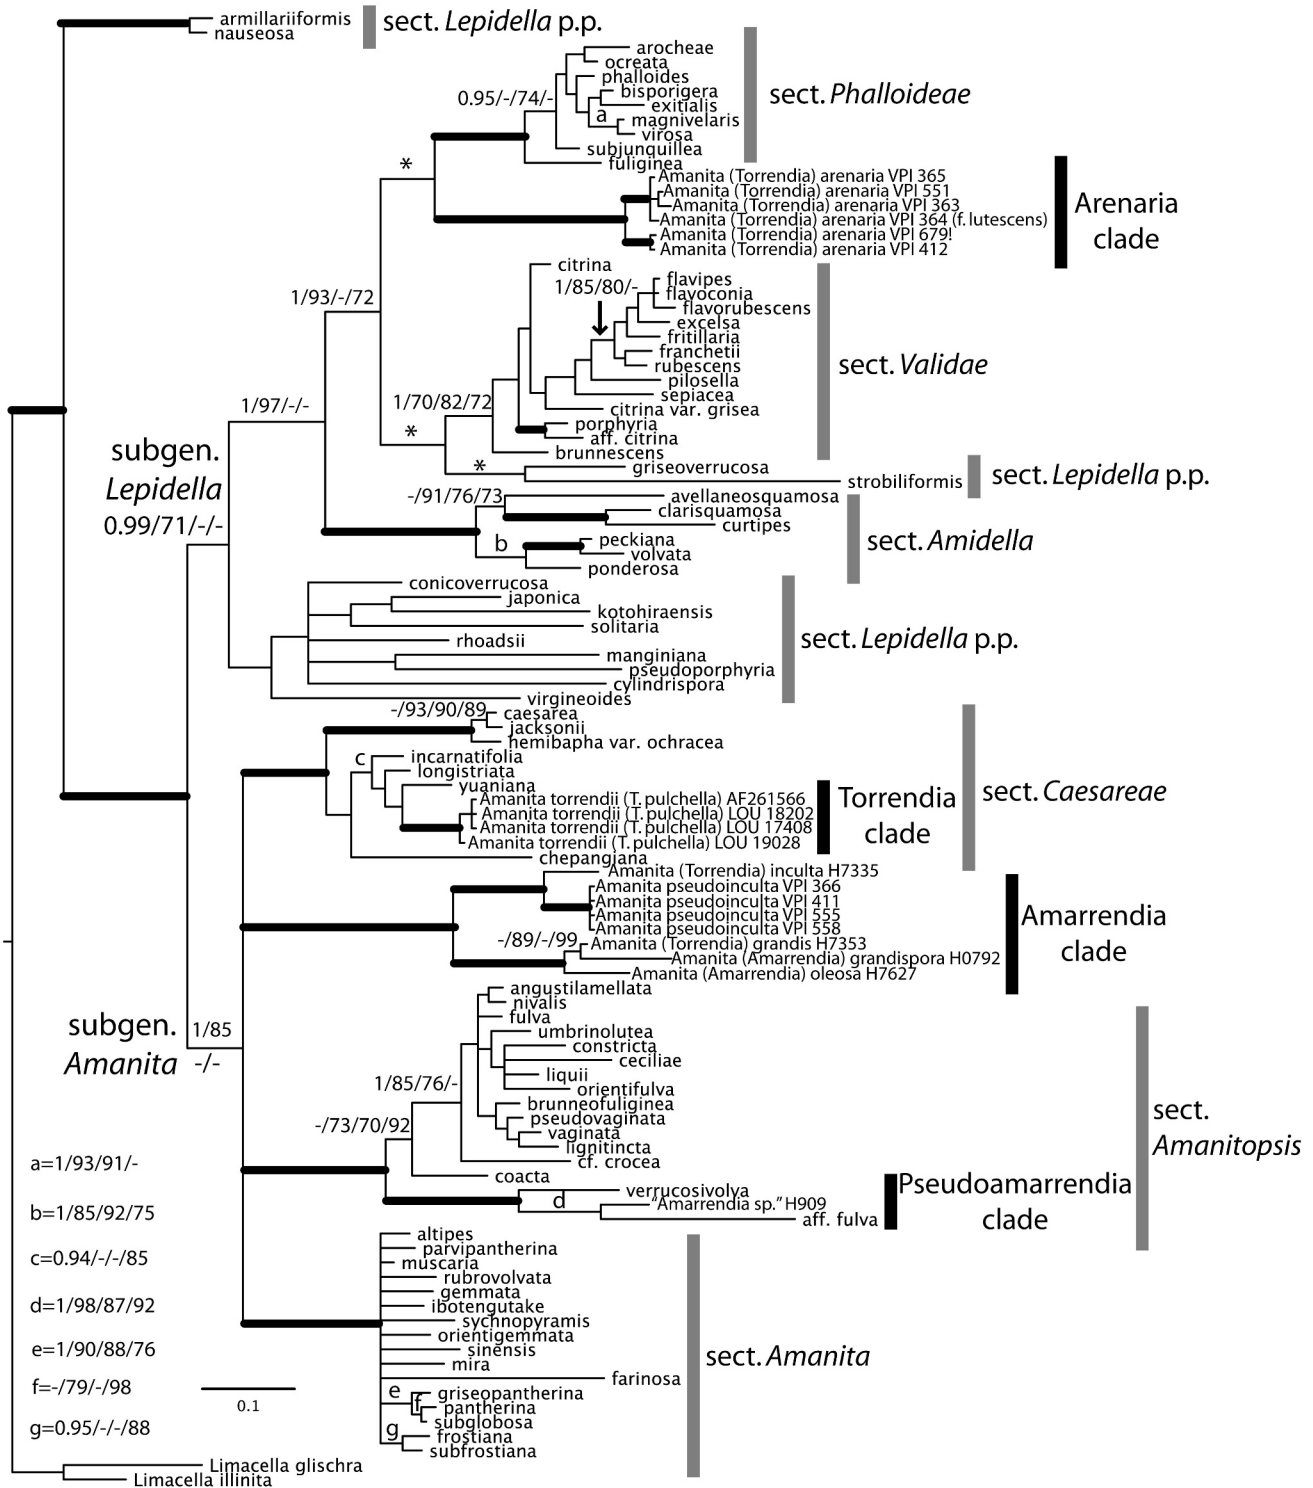 armillariiformis
nauseosa
sect. Lepidella p.p.
arocheae
ocreata
phalloides
bisporigera
exitialis
a
magnivelaris
virosa
subjunquillea
fuliginea
0.95/-/74/-
sect. Phalloideae
*
Amanita (Torrendia) arenaria VPI 365
Amanita (Torrendia) arenaria VPI 551
Amanita (Torrendia) arenaria VPI 363
Amanita (Torrendia) arenaria VPI 364 (f. lutescens)
Amanita (Torrendia) arenaria VPI 679!
Amanita (Torrendia) arenaria VPI 412
Arenaria
clade
1/93/-/72
citrina
1/85/80/-
flavipes
flavoconia
flavorubescens
excelsa
fritillaria
franchetii
rubescens
pilosella
sepiacea
citrina var. grisea
porphyria
aff. citrina
brunnescens
sect. Validae
1/97/-/-
1/70/82/72
*
*
griseoverrucosa
strobiliformis
sect. Lepidella p.p.
subgen.
Lepidella
0.99/71/-/-
-/91/76/73
avellaneosquamosa
clarisquamosa
curtipes
b
peckiana
volvata
ponderosa
sect. Amidella
conicoverrucosa
japonica
kotohiraensis
solitaria
rhoadsii
manginiana
pseudoporphyria
cylindrispora
virgineoides
sect. Lepidella p.p.
-/93/90/89
caesarea
jacksonii
hemibapha var. ochracea
c
incarnatifolia
longistriata
yuaniana
Amanita torrendii (T. pulchella) AF261566
Amanita torrendii (T. pulchella) LOU 18202
Amanita torrendii (T. pulchella) LOU 17408
Amanita torrendii (T. pulchella) LOU 19028
chepangiana
Torrendia
clade
sect. Caesareae
Amanita (Torrendia) inculta H7335
Amanita pseudoinculta VPI 366
Amanita pseudoinculta VPI 411
Amanita pseudoinculta VPI 555
Amanita pseudoinculta VPI 558
-/89/-/99
Amanita (Torrendia) grandis H7353
Amanita (Amarrendia) grandispora H0792
Amanita (Amarrendia) oleosa H7627
Amarrendia
clade
subgen.
Amanita
1/85
-/-
angustilamellata
nivalis
fulva
umbrinolutea
constricta
ceciliae
liquii
orientifulva
brunneofuliginea
pseudovaginata
vaginata
lignitincta
cf. crocea
coacta
1/85/76/-
-/73/70/92
sect.
Amanitopsis
verrucosivolva
d
"Amarrendia sp." H909
aff. fulva
Pseudoamarrendia
clade
altipes
parvipantherina
muscaria
rubrovolvata
gemmata
ibotengutake
sychnopyramis
orientigemmata
sinensis
mira
farinosa
e
griseopantherina
f
pantherina
subglobosa
g
frostiana
subfrostiana
sect. Amanita
a=1/93/91/-
b=1/85/92/75
c=0.94/-/-/85
d=1/98/87/92
e=1/90/88/76
f=-/79/-/98
g=0.95/-/-/88
0.1
Limacella glischra
Limacella illinita